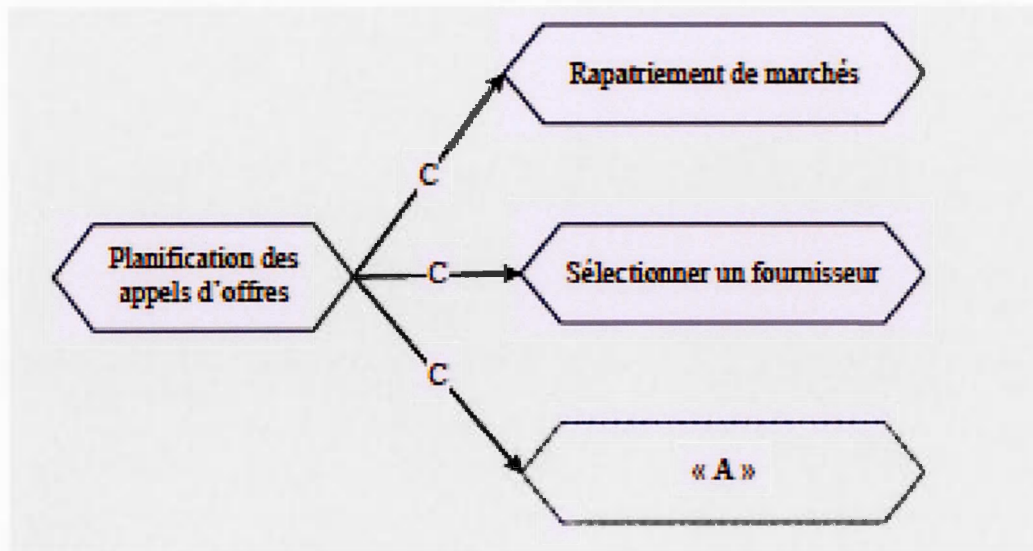 Rapatriement de marchés
C
Planification des
appels d'offres
C
Sélectionner un fournisseur
C
« A »